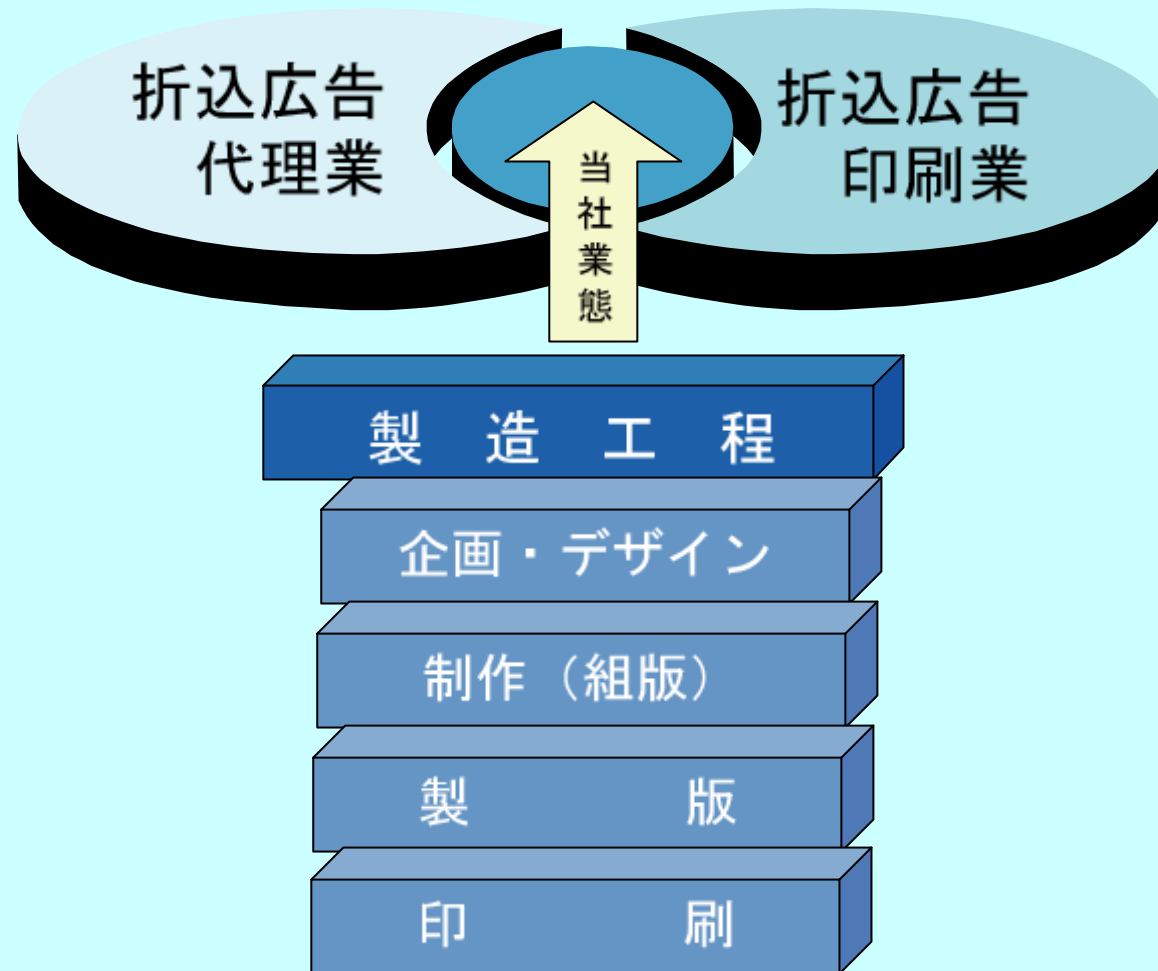 折込広告
代理業
折込広告
印刷業
当社業態
製造工程
企画・デザイン
制作（組版）
製版
印刷